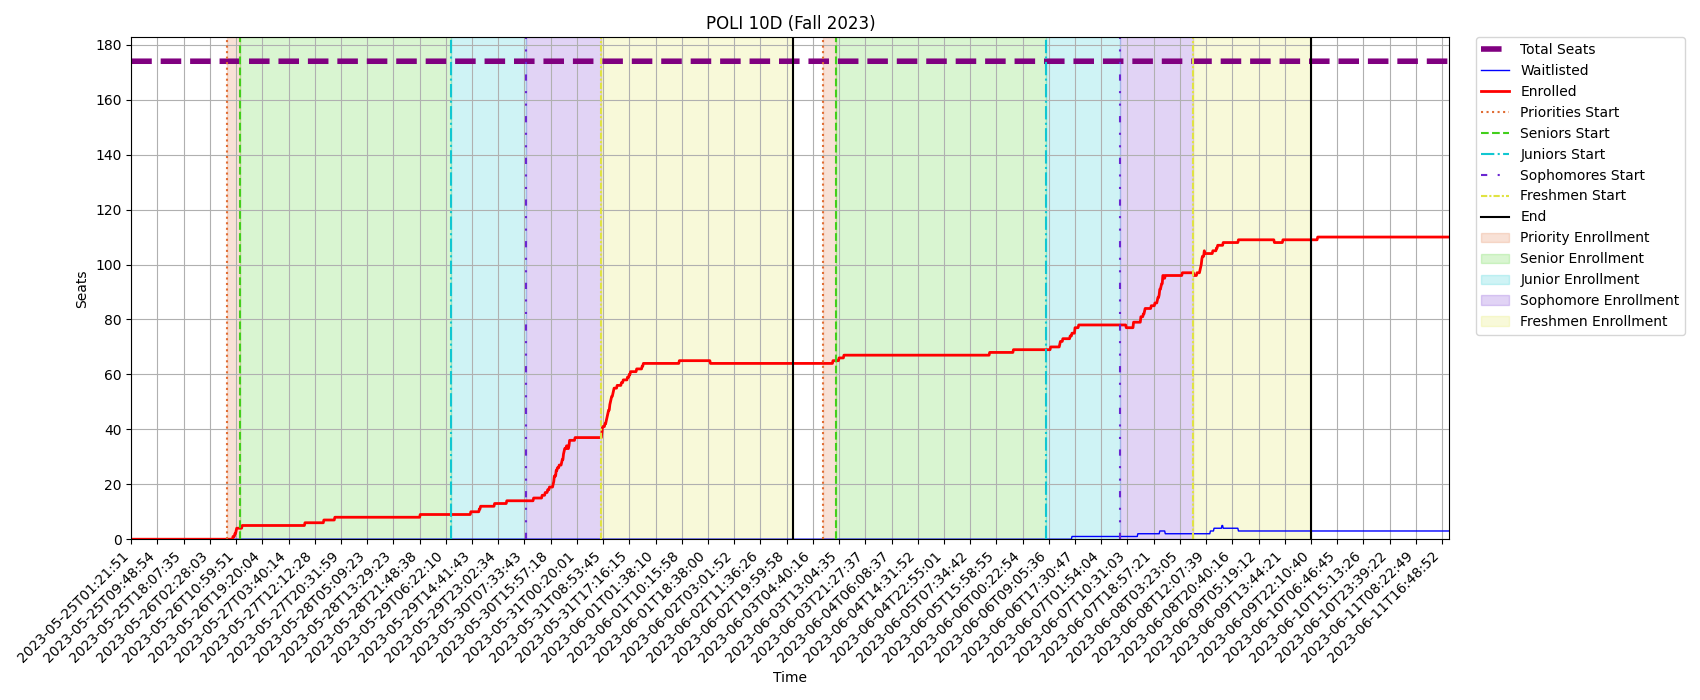 POLI 10D (Fall 2023)
180
160
140
120
100
80
60
40
20
0
Seats
2023-05-25T01:21:51
2023-05-25T09:48:54
2023-05-25T18:07:35
2023-05-26T02:28:03
2023-05-26T10:59:51
2023-05-26T19:20:04
2023-05-27T03:40:14
2023-05-27T12:12:28
2023-05-27T20:31:59
2023-05-28T05:09:23
2023-05-28T13:29:23
2023-05-28T21:48:38
2023-05-29T06:22:10
2023-05-29T14:41:43
2023-05-29T23:02:34
2023-05-30T07:33:43
2023-05-30T15:57:18
2023-05-31T00:20:01
2023-05-31T08:53:45
2023-05-31T17:16:15
2023-06-01T01:38:10
2023-06-01T10:15:58
2023-06-01T18:38:00
2023-06-02T03:01:52
2023-06-02T11:36:26
2023-06-02T19:59:58
2023-06-03T04:40:16
2023-06-03T13:04:35
2023-06-03T21:27:37
2023-06-04T06:08:37
2023-06-04T14:31:52
2023-06-04T22:55:01
2023-06-05T07:34:42
2023-06-05T15:58:55
2023-06-06T00:22:54
2023-06-06T09:05:36
2023-06-06T17:30:47
2023-06-07T01:54:04
2023-06-07T10:31:03
2023-06-07T18:57:21
2023-06-08T03:23:05
2023-06-08T12:07:39
2023-06-08T20:40:16
2023-06-09T05:19:12
2023-06-09T13:44:21
2023-06-09T22:10:40
2023-06-10T06:46:45
2023-06-10T15:13:26
2023-06-10T23:39:22
2023-06-11T08:22:49
2023-06-11T16:48:52
Time
Total Seats
Waitlisted
Enrolled
Priorities Start
Seniors Start
Juniors Start
Sophomores Start
Freshmen Start
End
Priority Enrollment
Senior Enrollment
Junior Enrollment
Sophomore Enrollment
Freshmen Enrollment